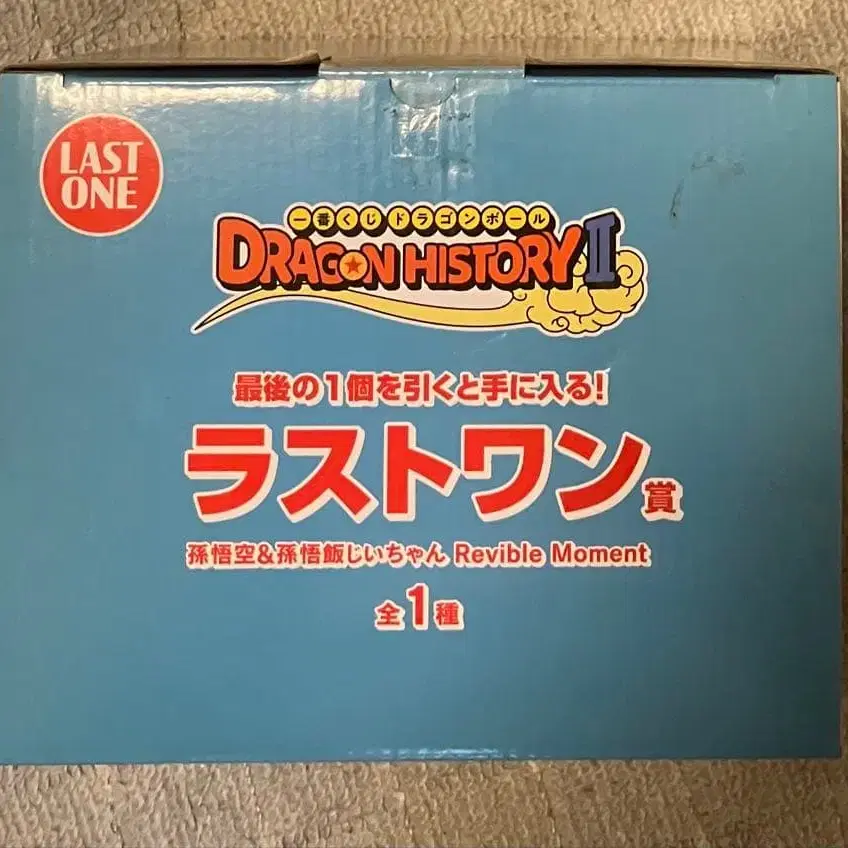 LAST
ONE
一番くじドラゴンボール
DRAGON HISTORY II
最後の1個を引くと手に入る!
ラストワン賞
孫悟空&孫悟飯じいちゃん Revible Moment
全1種